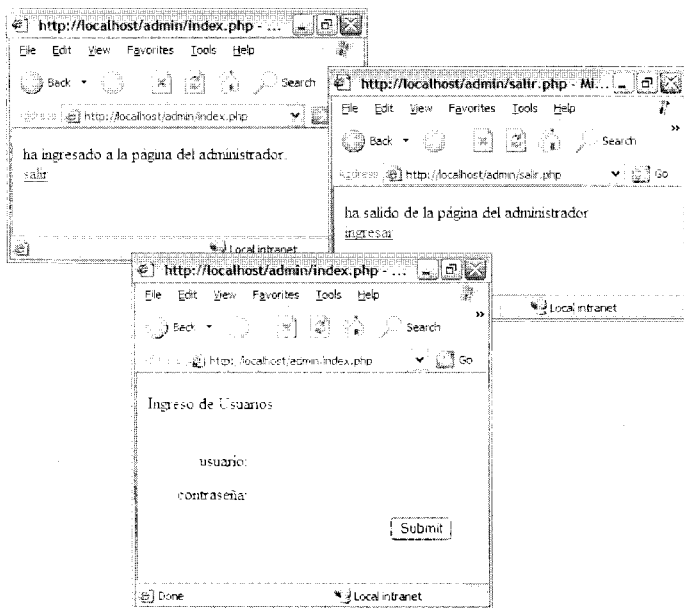 http://localhost/admin/index.php - ...
File Edit View Favorites Tools Help
Back Search
Address http://localhost/admin/index.php
ha ingresado a la página del administrador.
salir
Local intranet
http://localhost/admin/salir.php - Mi...
File Edit View Favorites Tools Help
Back Search »
Address http://localhost/admin/salir.php Go
ha salido de la página del administrador
ingresar
Local intranet
http://localhost/admin/index.php - ...
File Edit View Favorites Tools Help
Back Search »
http://localhost/admin/index.php Go
Ingreso de Usuarios
usuario:
contraseña:
Submit
Done Local intranet